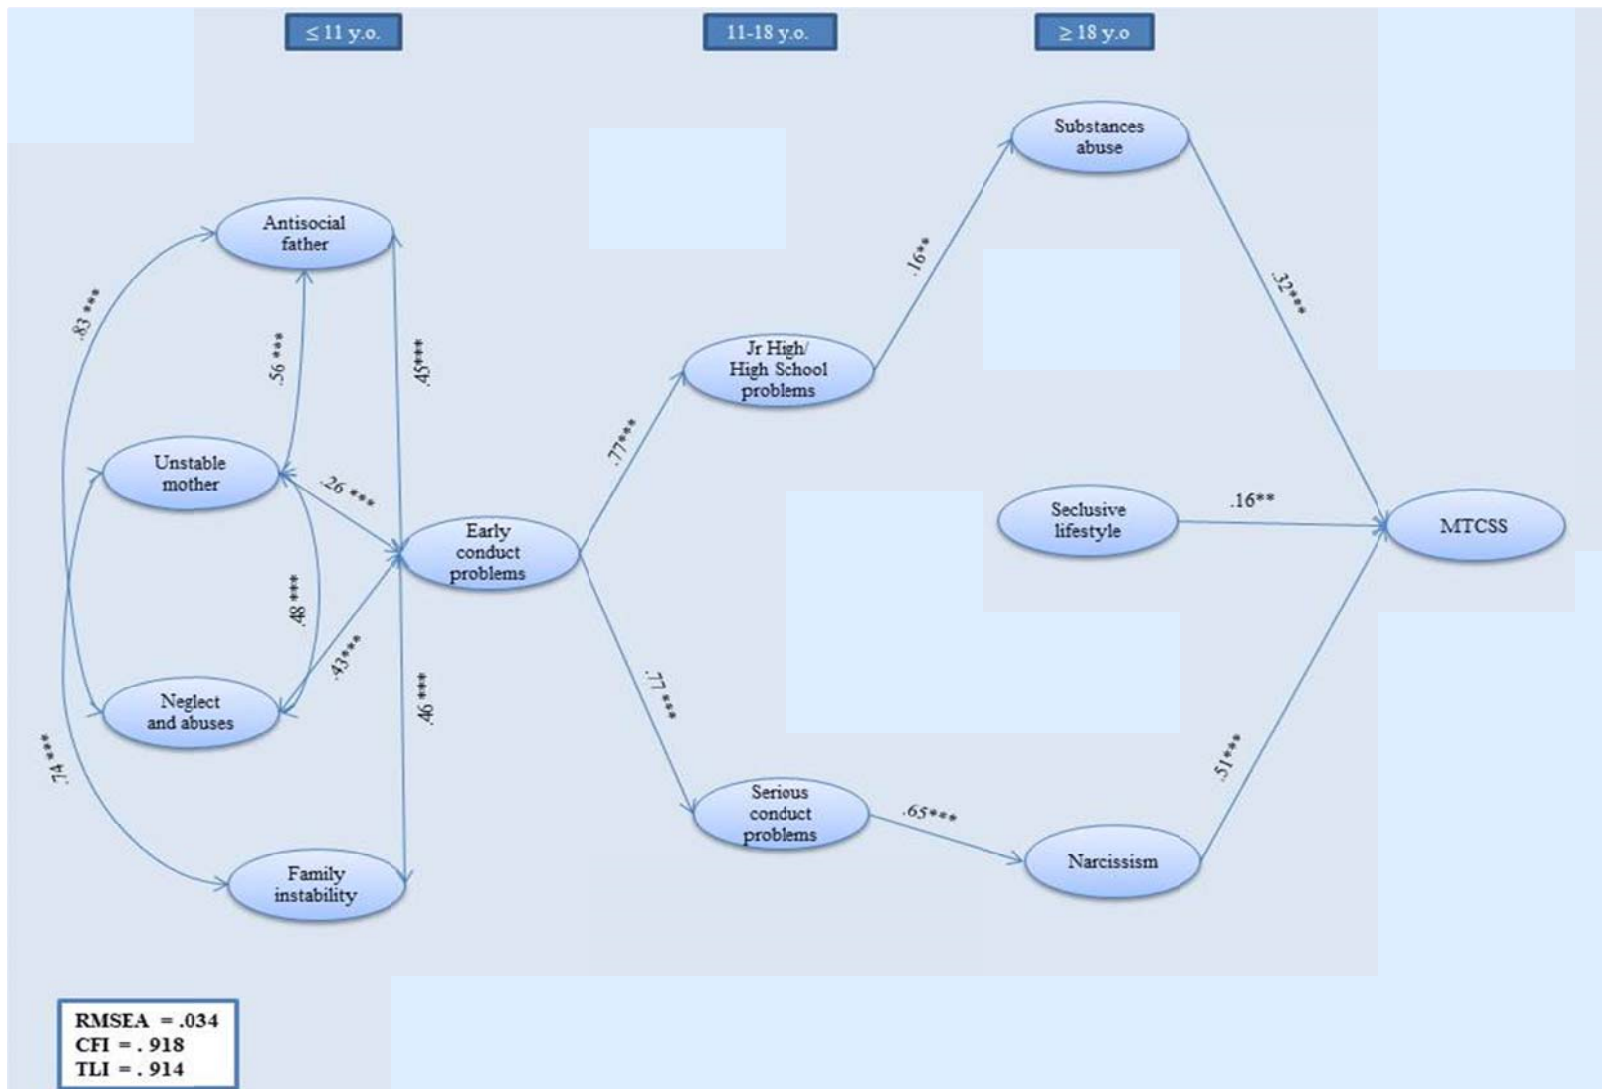 ≤ 11 y.o.
11-18 y.o.
≥ 18 y.o
Substances
abuse
Antisocial
father
.16**
.32***
.83 ***
.56 ***
.45***
Jr High/
High School
problems
.77***
Unstable
mother
.26 ***
Seclusive
lifestyle
.16**
MTCSS
Early
conduct
problems
.48 ***
.43***
Neglect
and abuses
.46 ***
.77 ***
.74 ***
.51***
Serious
conduct
problems
.65***
Narcissism
Family
instability
RMSEA = .034
CFI = . 918
TLI = . 914